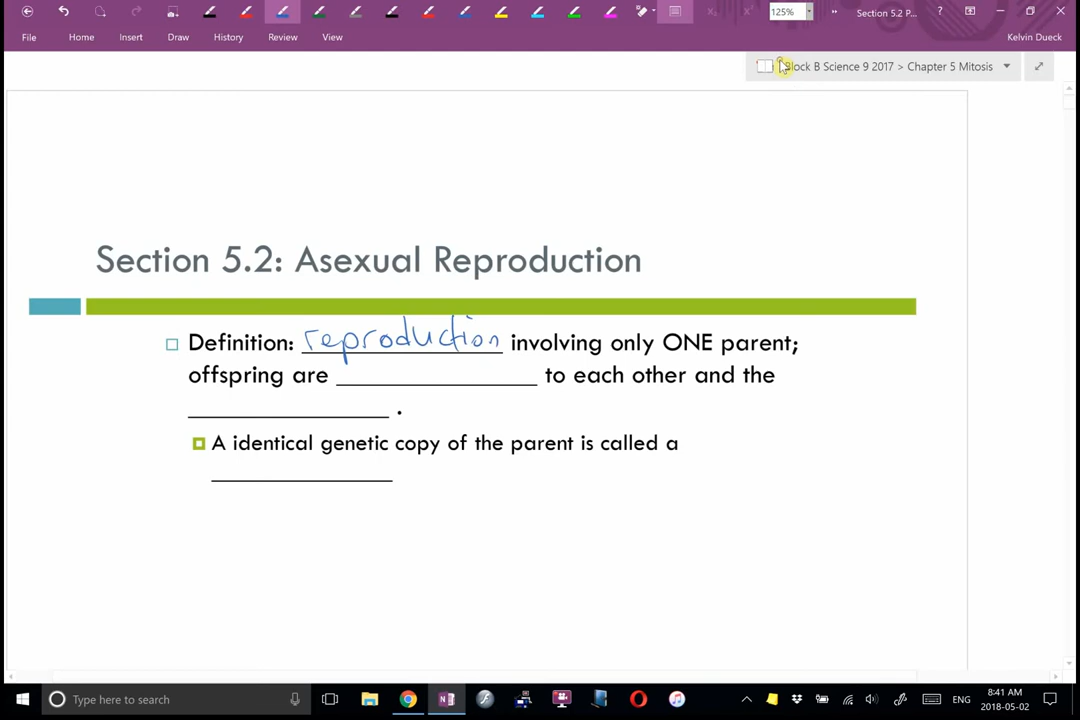 125%
Section 5.2 P...
?
File
Home
Insert
Draw
History
Review
View
Kelvin Dueck
Block B Science 9 2017 > Chapter 5 Mitosis
Section 5.2: Asexual Reproduction
Definition: reproduction involving only ONE parent;
offspring are _______________ to each other and the
_______________ .
A identical genetic copy of the parent is called a
_______________
Type here to search
ENG
8:41 AM
2018-05-02